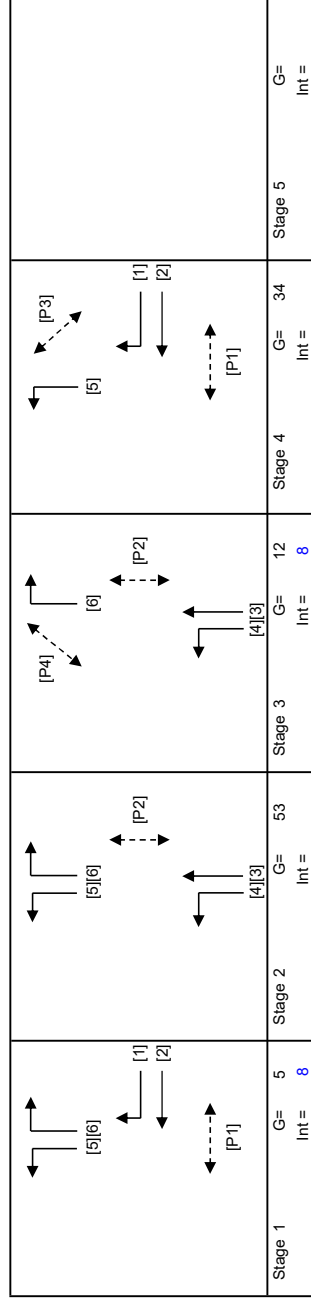 [5][6]
[1]
[2]
[P1]
Stage 1 G= 5
Int = 8
[5][6]
[P2]
[4][3]
Stage 2 G= 53
Int =
[P4]
[6]
[P2]
[4][3]
Stage 3 G= 12
Int = 8
[5]
[P3]
[1]
[2]
[P1]
Stage 4 G= 34
Int =
Stage 5 G=
Int =